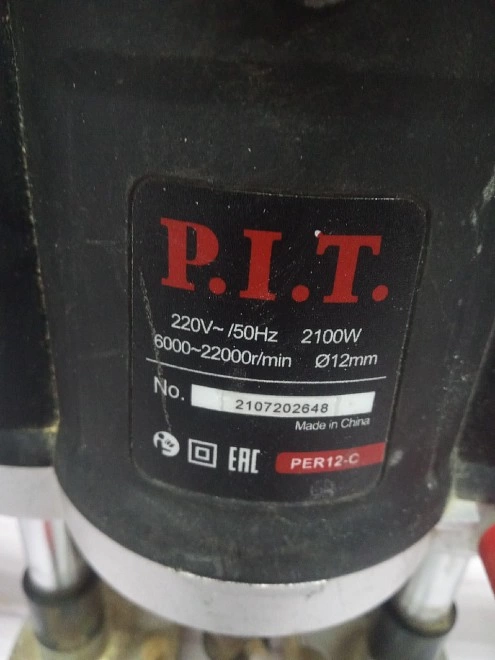 P.I.T.
220V~ /50Hz 2100W
6000~22000r/min Ø12mm
No. 2107202648
Made in China
EAC PER12-C